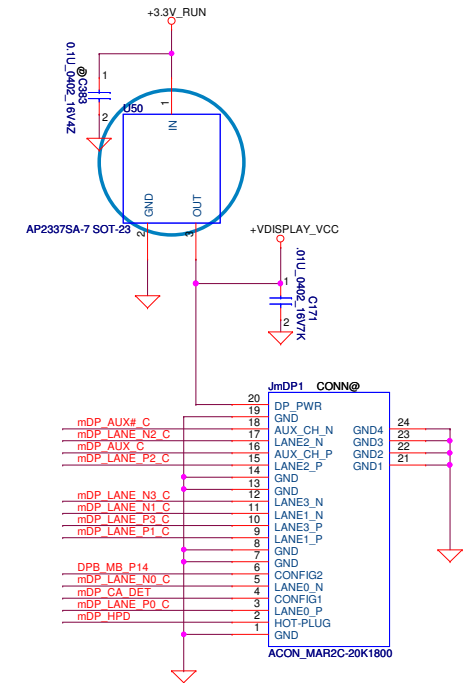 +3.3V_RUN
0.1U_0402_16V4Z
@C383
1
2
U50
1
IN
GND
OUT
AP2337SA-7 SOT-23
2
3
+VDISPLAY_VCC
.01U_0402_16V7K
C171
1
2
JmDP1 CONN@
20 DP_PWR
19 GND
mDP_AUX#_C 18 AUX_CH_N GND4 24
mDP_LANE_N2_C 17 LANE2_N GND3 23
mDP_AUX_C 16 AUX_CH_P GND2 22
mDP_LANE_P2_C 15 LANE2_P GND1 21
14 GND
13 GND
mDP_LANE_N3_C 12 LANE3_N
mDP_LANE_N1_C 11 LANE1_N
mDP_LANE_P3_C 10 LANE3_P
mDP_LANE_P1_C 9 LANE1_P
8 GND
7 GND
DPB_MB_P14 6 CONFIG2
mDP_LANE_N0_C 5 LANE0_N
mDP_CA_DET 4 CONFIG1
mDP_LANE_P0_C 3 LANE0_P
mDP_HPD 2 HOT-PLUG
1 GND
ACON_MAR2C-20K1800